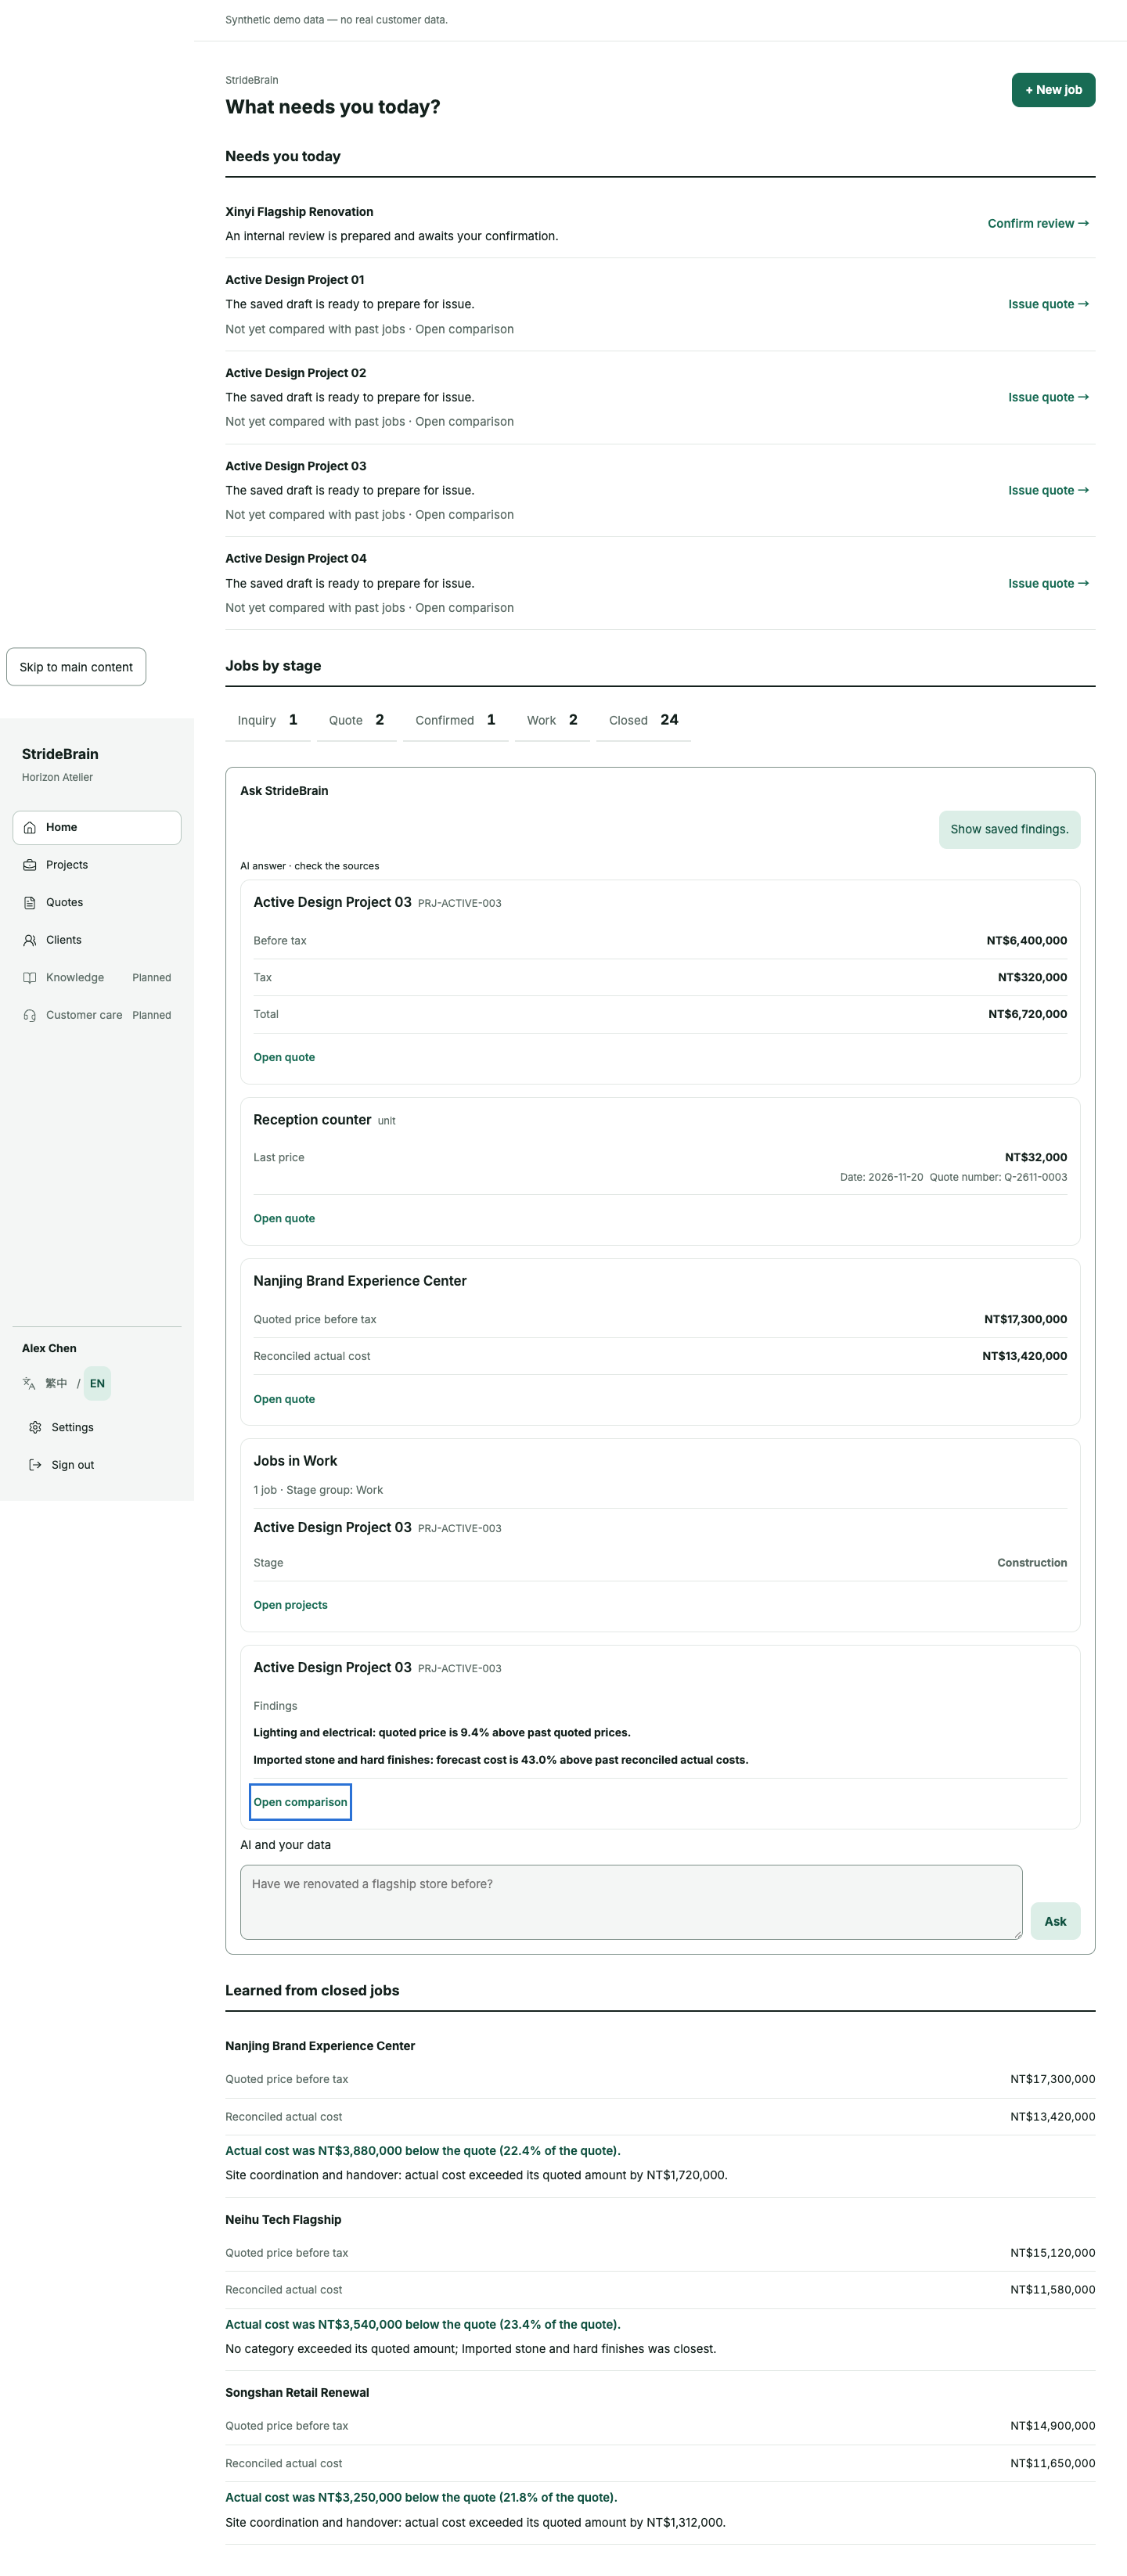 Synthetic demo data — no real customer data.
StrideBrain
What needs you today?
+ New job
Needs you today
Xinyi Flagship Renovation
An internal review is prepared and awaits your confirmation.
Confirm review →
Active Design Project 01
The saved draft is ready to prepare for issue.
Not yet compared with past jobs · Open comparison
Issue quote →
Active Design Project 02
The saved draft is ready to prepare for issue.
Not yet compared with past jobs · Open comparison
Issue quote →
Active Design Project 03
The saved draft is ready to prepare for issue.
Not yet compared with past jobs · Open comparison
Issue quote →
Active Design Project 04
The saved draft is ready to prepare for issue.
Not yet compared with past jobs · Open comparison
Issue quote →
Skip to main content
StrideBrain
Horizon Atelier
Home
Projects
Quotes
Clients
Knowledge Planned
Customer care Planned
Alex Chen
繁中 / EN
Settings
Sign out
Jobs by stage
Inquiry 1 Quote 2 Confirmed 1 Work 2 Closed 24
Ask StrideBrain
Show saved findings.
AI answer · check the sources
Active Design Project 03 PRJ-ACTIVE-003
Before tax NT$6,400,000
Tax NT$320,000
Total NT$6,720,000
Open quote
Reception counter unit
Last price NT$32,000
Date: 2026-11-20 Quote number: Q-2611-0003
Open quote
Nanjing Brand Experience Center
Quoted price before tax NT$17,300,000
Reconciled actual cost NT$13,420,000
Open quote
Jobs in Work
1 job · Stage group: Work
Active Design Project 03 PRJ-ACTIVE-003
Stage Construction
Open projects
Active Design Project 03 PRJ-ACTIVE-003
Findings
Lighting and electrical: quoted price is 9.4% above past quoted prices.
Imported stone and hard finishes: forecast cost is 43.0% above past reconciled actual costs.
Open comparison
AI and your data
Have we renovated a flagship store before?
Ask
Learned from closed jobs
Nanjing Brand Experience Center
Quoted price before tax NT$17,300,000
Reconciled actual cost NT$13,420,000
Actual cost was NT$3,880,000 below the quote (22.4% of the quote).
Site coordination and handover: actual cost exceeded its quoted amount by NT$1,720,000.
Neihu Tech Flagship
Quoted price before tax NT$15,120,000
Reconciled actual cost NT$11,580,000
Actual cost was NT$3,540,000 below the quote (23.4% of the quote).
No category exceeded its quoted amount; Imported stone and hard finishes was closest.
Songshan Retail Renewal
Quoted price before tax NT$14,900,000
Reconciled actual cost NT$11,650,000
Actual cost was NT$3,250,000 below the quote (21.8% of the quote).
Site coordination and handover: actual cost exceeded its quoted amount by NT$1,312,000.